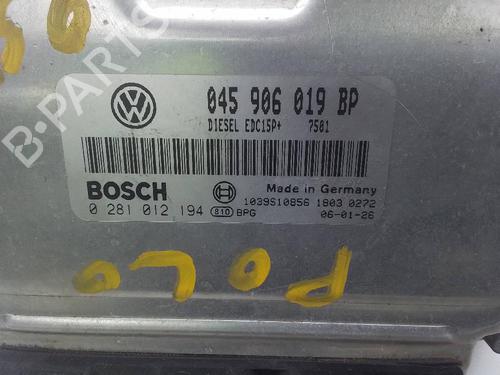 045 906 019 BP
DIESEL EDC15P+ 7501
BOSCH
Made in Germany
0 281 012 194
810 BPG
1039S10856 1803 0272
06-01-26
POLO
B-PARTS